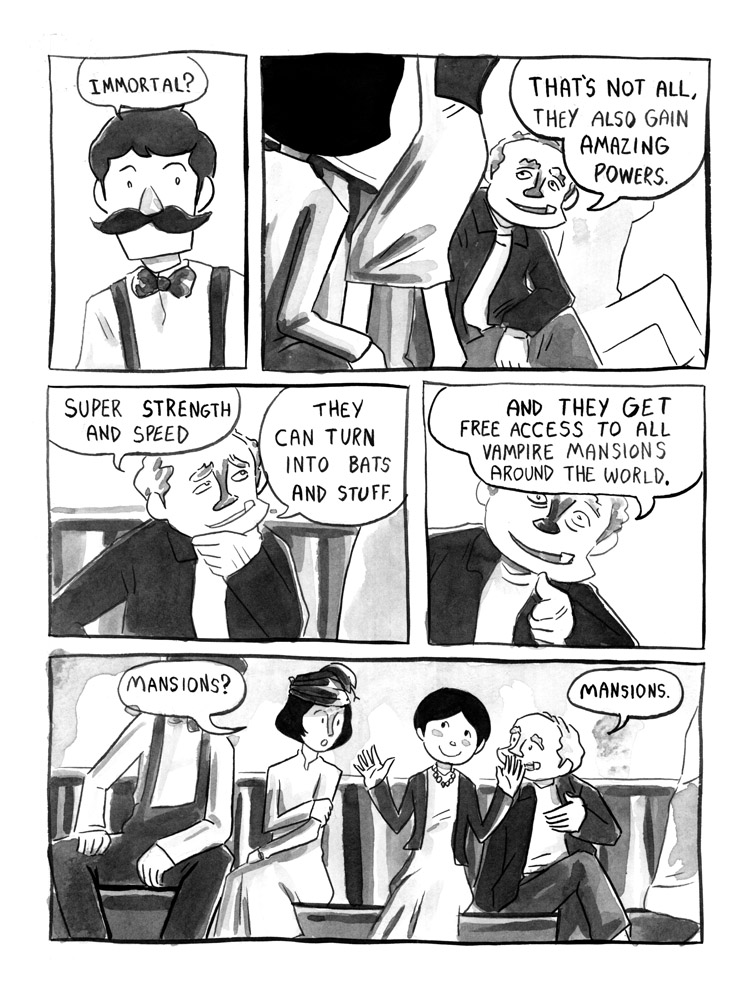 IMMORTAL?
THAT'S NOT ALL,
THEY ALSO GAIN
AMAZING
POWERS.
SUPER STRENGTH
AND SPEED
THEY
CAN TURN
INTO BATS
AND STUFF.
AND THEY GET
FREE ACCESS TO ALL
VAMPIRE MANSIONS
AROUND THE WORLD.
MANSIONS?
MANSIONS.